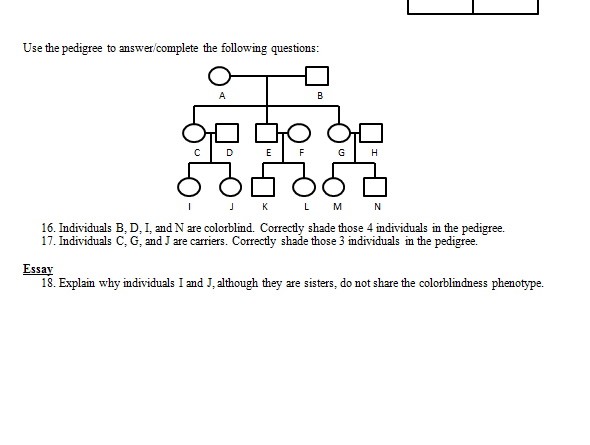 Use the pedigree to answer/complete the following questions:
A B
C D E F G H
I J K L M N
16. Individuals B, D, I, and N are colorblind. Correctly shade those 4 individuals in the pedigree.
17. Individuals C, G, and J are carriers. Correctly shade those 3 individuals in the pedigree.
Essay
18. Explain why individuals I and J, although they are sisters, do not share the colorblindness phenotype.